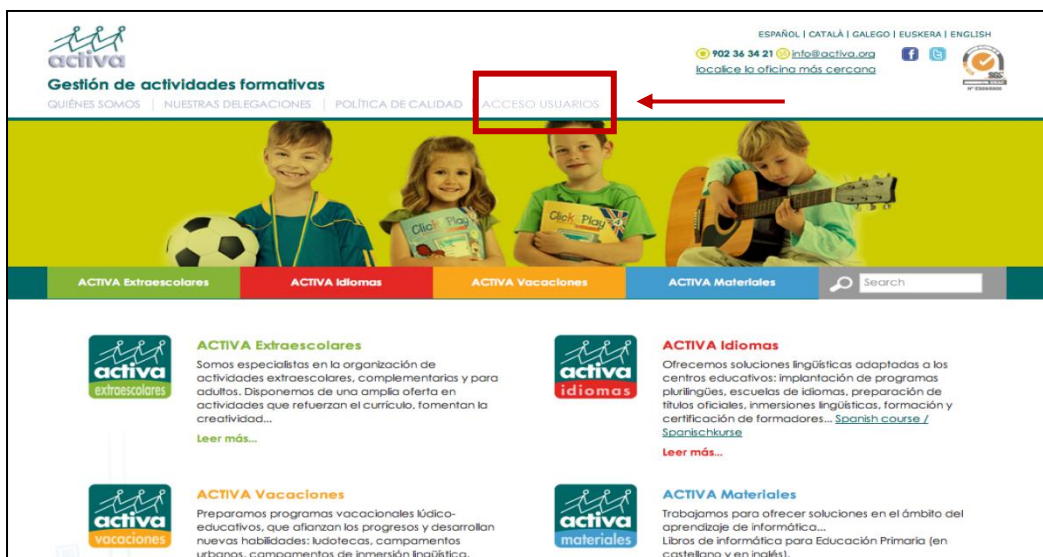 activa
ESPAÑOL | CATALÀ | GALEGO | EUSKERA | ENGLISH
902 36 34 21 info@activa.org
localice la oficina más cercana
SGS
Gestión de actividades formativas
QUIÉNES SOMOS | NUESTRAS DELEGACIONES | POLÍTICA DE CALIDAD | ACCESO USUARIOS
Click Play
Click Play 4
ACTIVA Extraescolares ACTIVA Idiomas ACTIVA Vacaciones ACTIVA Materiales Search
activa
extraescolares
ACTIVA Extraescolares
Somos especialistas en la organización de
actividades extraescolares, complementarias y para
adultos. Disponemos de una amplia oferta en
actividades que refuerzan el currículo, fomentan la
creatividad...
Leer más...
activa
idiomas
ACTIVA Idiomas
Ofrecemos soluciones lingüísticas adaptadas a los
centros educativos: implantación de programas
plurilingües, escuelas de idiomas, preparación de
títulos oficiales, inmersiones lingüísticas, formación y
certificación de formadores... Spanish course /
Spanischkurse
Leer más...
activa
vacaciones
ACTIVA Vacaciones
Preparamos programas vacacionales lúdico-
educativos, que afianzan los progresos y desarrollan
nuevas habilidades: ludotecas, campamentos
urbanos, campamentos de inmersión lingüística,
activa
materiales
ACTIVA Materiales
Trabajamos para ofrecer soluciones en el ámbito del
aprendizaje de informática...
Libros de informática para Educación Primaria (en
castellano y en inglés).